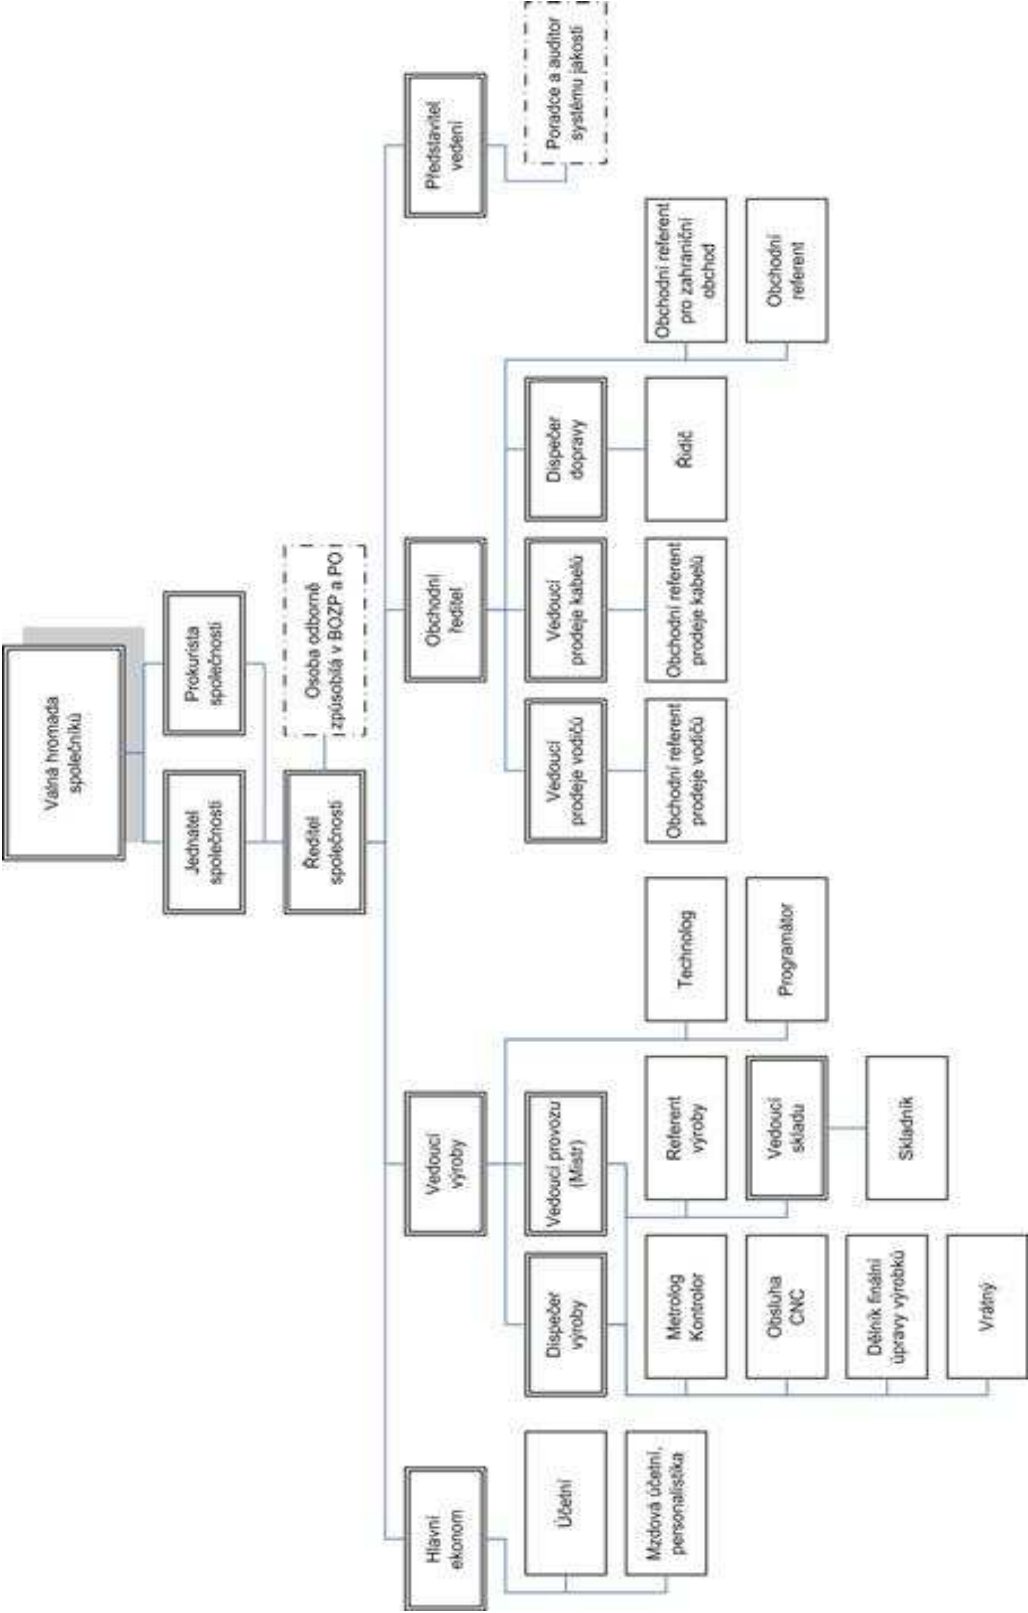 Valná hromada
společníků
Jednatel
společnosti
Prokurista
společnosti
Ředitel
společnosti
Osoba odborně
způsobilá v BOZP a PO
Hlavní
ekonom
Vedoucí
výroby
Obchodní
ředitel
Představitel
vedení
Účetní
Mzdová účetní,
personalistika
Dispečer
výroby
Vedoucí provozu
(Mistr)
Metrolog
Kontrolor
Obsluha
CNC
Dělník finální
úpravy výrobků
Vrátný
Referent
výroby
Vedoucí
skladu
Skladník
Technolog
Programátor
Vedoucí
prodeje vodičů
Vedoucí
prodeje kabelů
Dispečer
dopravy
Obchodní referent
prodeje vodičů
Obchodní referent
prodeje kabelů
Řidič
Obchodní referent
pro zahraniční
obchod
Obchodní
referent
Poradce a auditor
systému jakosti